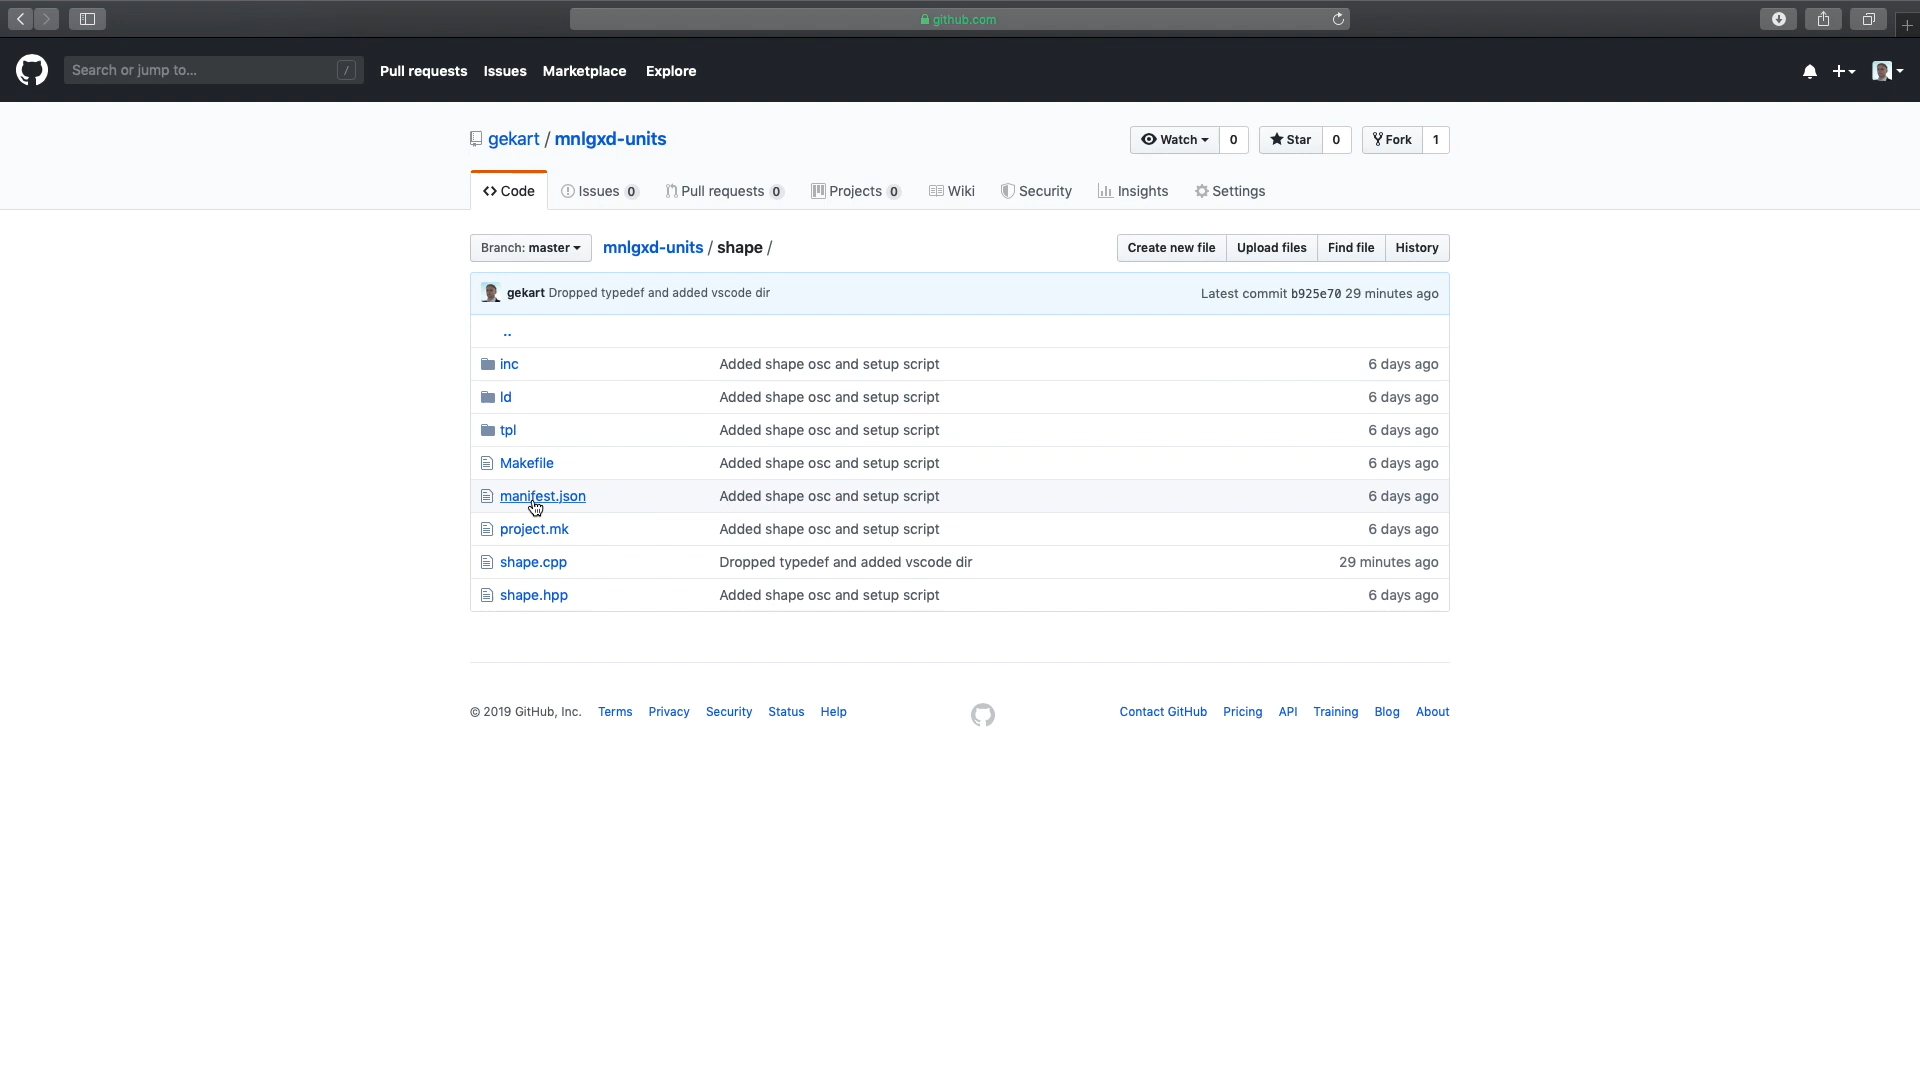 github.com
Search or jump to... /
Pull requests Issues Marketplace Explore
gekart / mnlgxd-units
Watch 0 Star 0 Fork 1
Code Issues 0 Pull requests 0 Projects 0 Wiki Security Insights Settings
Branch: master mnlgxd-units / shape / Create new file Upload files Find file History
gekart Dropped typedef and added vscode dir Latest commit b925e70 29 minutes ago
..
inc Added shape osc and setup script 6 days ago
ld Added shape osc and setup script 6 days ago
tpl Added shape osc and setup script 6 days ago
Makefile Added shape osc and setup script 6 days ago
manifest.json Added shape osc and setup script 6 days ago
project.mk Added shape osc and setup script 6 days ago
shape.cpp Dropped typedef and added vscode dir 29 minutes ago
shape.hpp Added shape osc and setup script 6 days ago
© 2019 GitHub, Inc. Terms Privacy Security Status Help Contact GitHub Pricing API Training Blog About